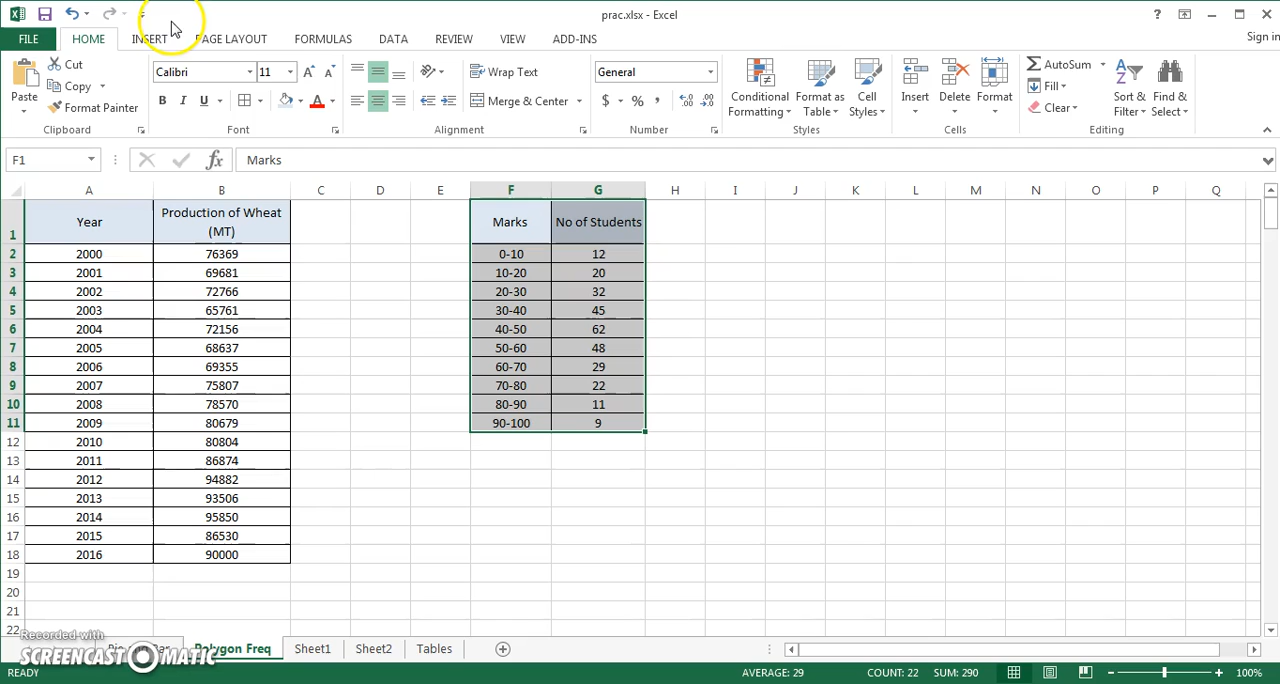 prac.xlsx - Excel
?
FILE HOME INSERT PAGE LAYOUT FORMULAS DATA REVIEW VIEW ADD-INS
Sign in
Paste
Cut
Copy
Format Painter
Clipboard
Calibri 11
B I U
Font
Wrap Text
Merge & Center
Alignment
General
$ % ,
Number
Conditional Formatting
Format as Table
Cell Styles
Styles
Insert Delete Format
Cells
AutoSum
Fill
Clear
Sort & Filter
Find & Select
Editing
F1
fx
Marks
A B C D E F G H I J K L M N O P Q
1 Year Production of Wheat (MT) Marks No of Students
2 2000 76369 0-10 12
3 2001 69681 10-20 20
4 2002 72766 20-30 32
5 2003 65761 30-40 45
6 2004 72156 40-50 62
7 2005 68637 50-60 48
8 2006 69355 60-70 29
9 2007 75807 70-80 22
10 2008 78570 80-90 11
11 2009 80679 90-100 9
12 2010 80804
13 2011 86874
14 2012 94882
15 2013 93506
16 2014 95850
17 2015 86530
18 2016 90000
19
20
21
22
Recorded with
SCREENCAST-O-MATIC
Polygon Freq Sheet1 Sheet2 Tables
READY AVERAGE: 29 COUNT: 22 SUM: 290 100%